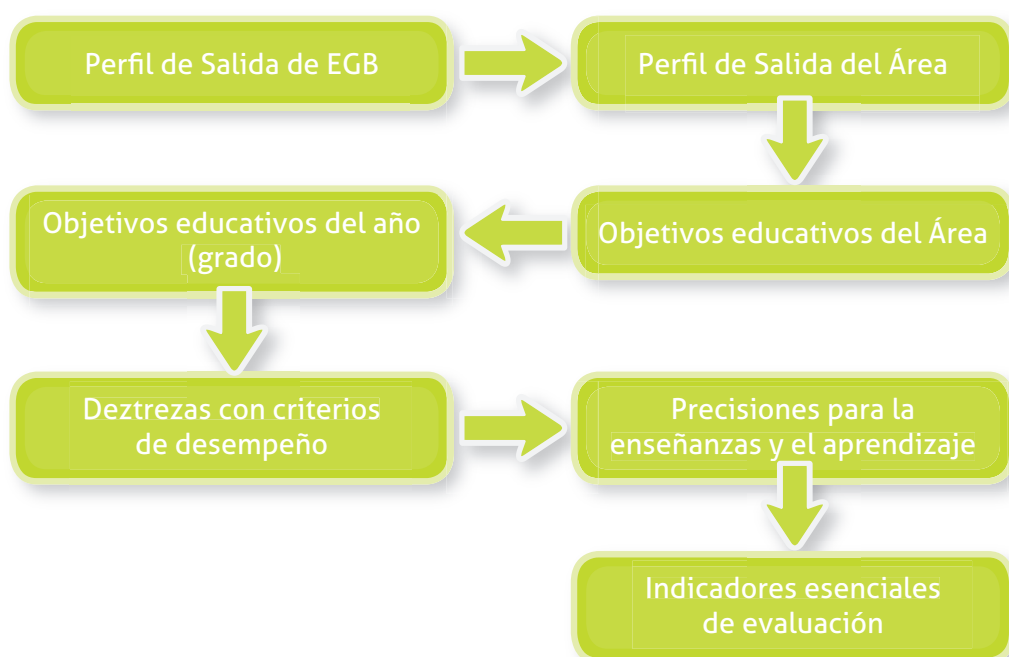 Perfil de Salida de EGB
Perfil de Salida del Área
Objetivos educativos del año
(grado)
Objetivos educativos del Área
Deztrezas con criterios
de desempeño
Precisiones para la
enseñanzas y el aprendizaje
Indicadores esenciales
de evaluación